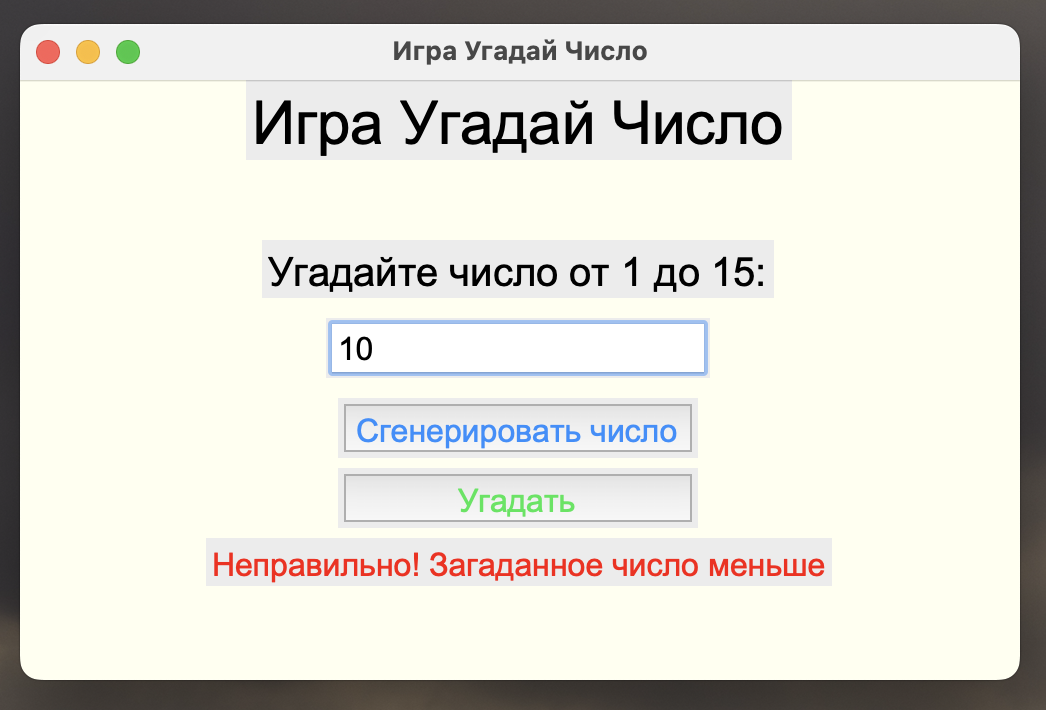 Игра Угадай Число
Игра Угадай Число
Угадайте число от 1 до 15:
10
Сгенерировать число
Угадать
Неправильно! Загаданное число меньше